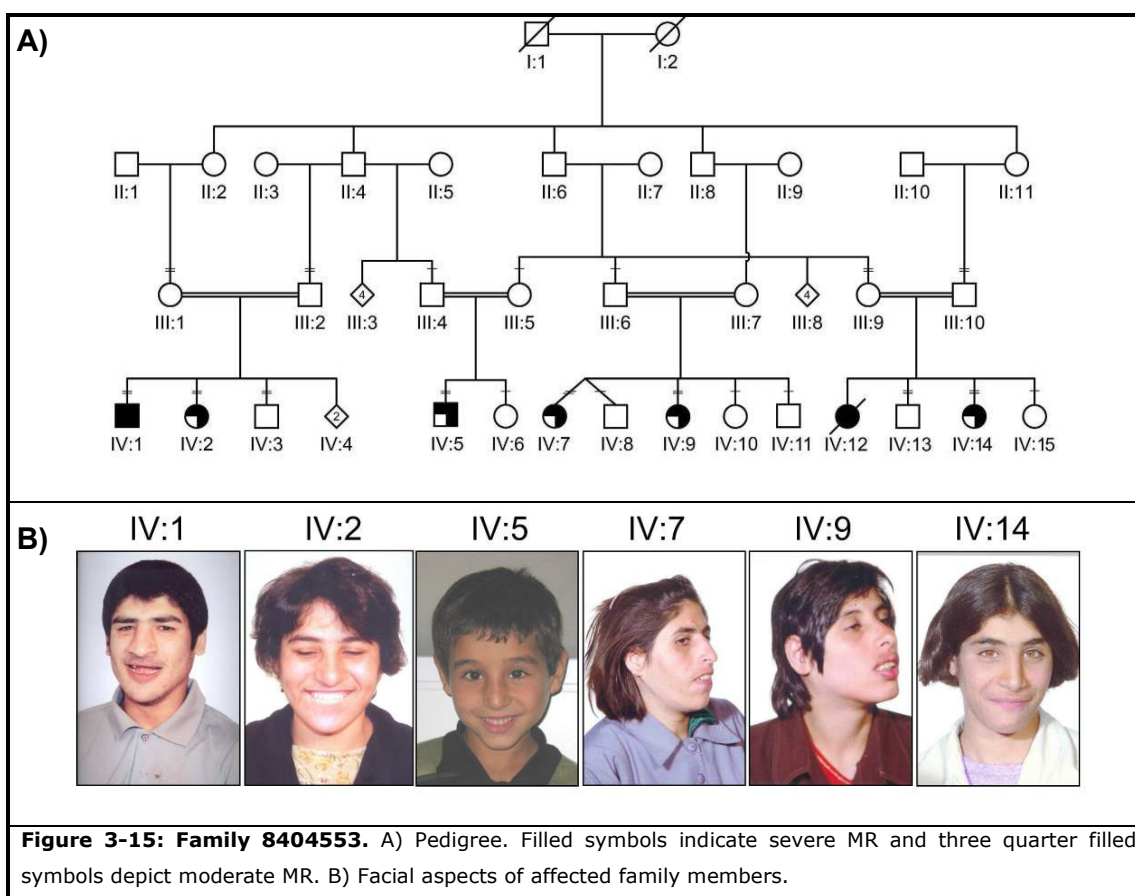 A)
I:1 I:2
II:1 II:2 II:3 II:4 II:5 II:6 II:7 II:8 II:9 II:10 II:11
4 4
III:1 III:2 III:3 III:4 III:5 III:6 III:7 III:8 III:9 III:10
2
IV:1 IV:2 IV:3 IV:4 IV:5 IV:6 IV:7 IV:8 IV:9 IV:10 IV:11 IV:12 IV:13 IV:14 IV:15
B)
IV:1 IV:2 IV:5 IV:7 IV:9 IV:14
Figure 3-15: Family 8404553. A) Pedigree. Filled symbols indicate severe MR and three quarter filled
symbols depict moderate MR. B) Facial aspects of affected family members.